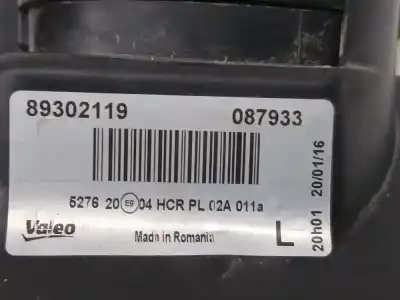 89302119 087933
5276 20 E9 04 HCR PL 02A 011a
Valeo Made in Romania L
20h01 20/01/16